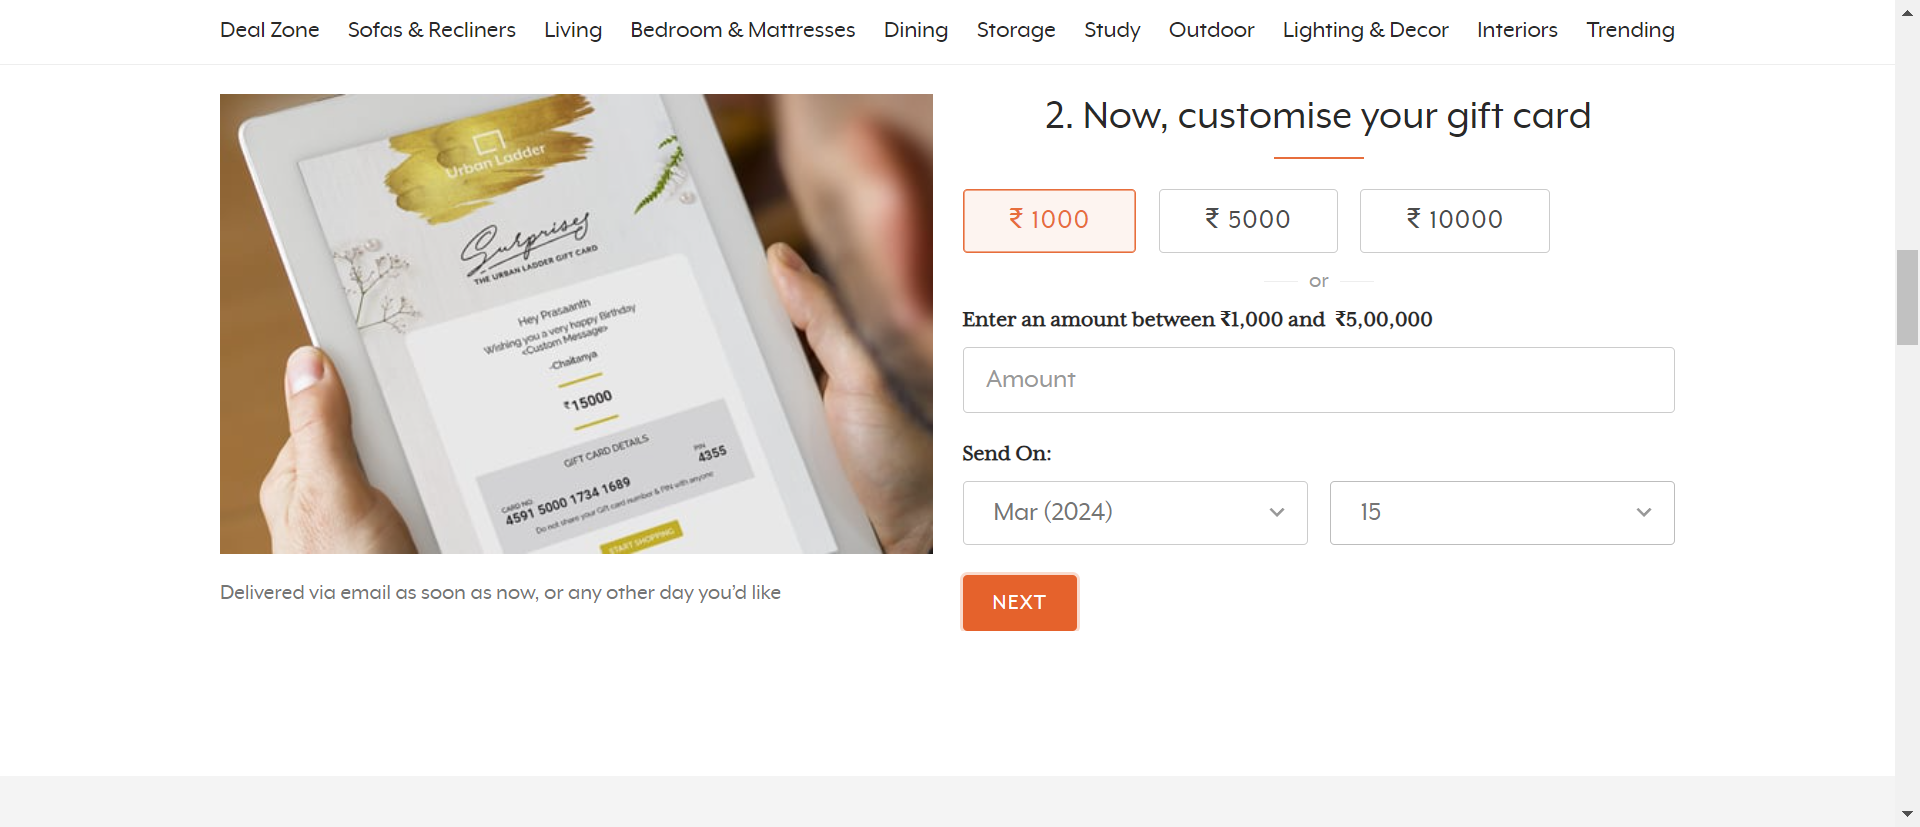 Deal Zone Sofas & Recliners Living Bedroom & Mattresses Dining Storage Study Outdoor Lighting & Decor Interiors Trending
Urban Ladder
Surprises
THE URBAN LADDER GIFT CARD
Hey Prasaanth
Wishing you a very happy Birthday
<Custom Message>
-Chaitanya
₹15000
GIFT CARD DETAILS
PIN
4355
CARD NO.
4591 5000 1734 1689
Do not share your Gift card number & PIN with anyone
START SHOPPING
Delivered via email as soon as now, or any other day you’d like
2. Now, customise your gift card
₹ 1000 ₹ 5000 ₹ 10000
or
Enter an amount between ₹1,000 and ₹5,00,000
Amount
Send On:
Mar (2024) 15
NEXT